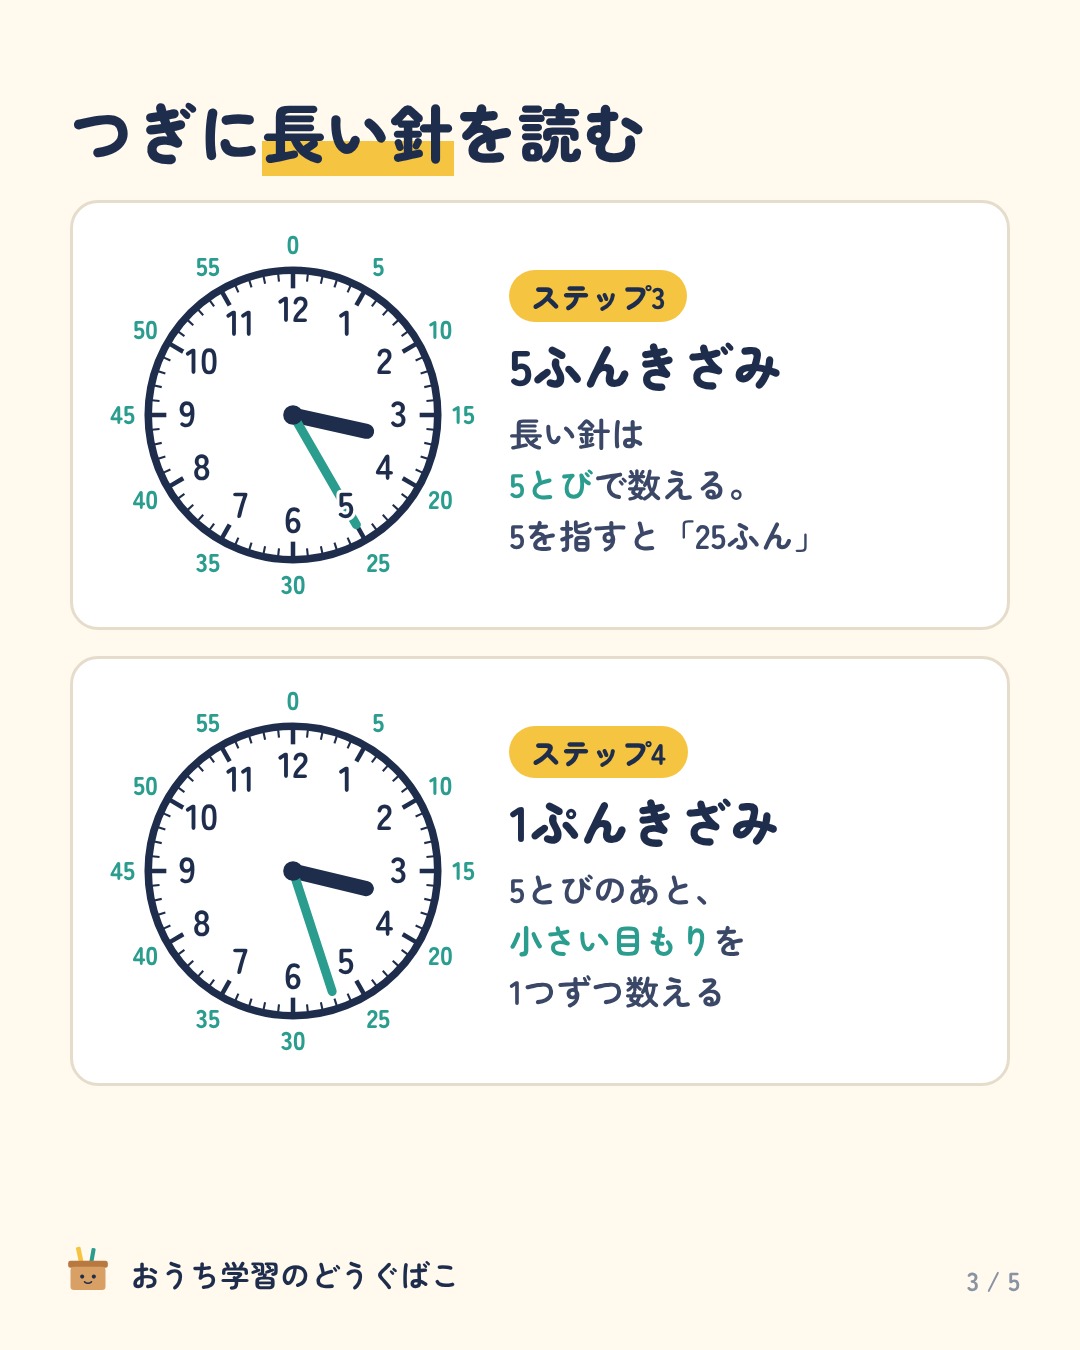 つぎに長い針を読む
0
55 5
50 10
45 15
40 20
35 25
30
12
11 1
10 2
9 3
8 4
7 5
6
ステップ3
5ふんきざみ
長い針は
5とびで数える。
5を指すと「25ふん」
0
55 5
50 10
45 15
40 20
35 25
30
12
11 1
10 2
9 3
8 4
7 5
6
ステップ4
1ぷんきざみ
5とびのあと、
小さい目もりを
1つずつ数える
おうち学習のどうぐばこ
3 / 5